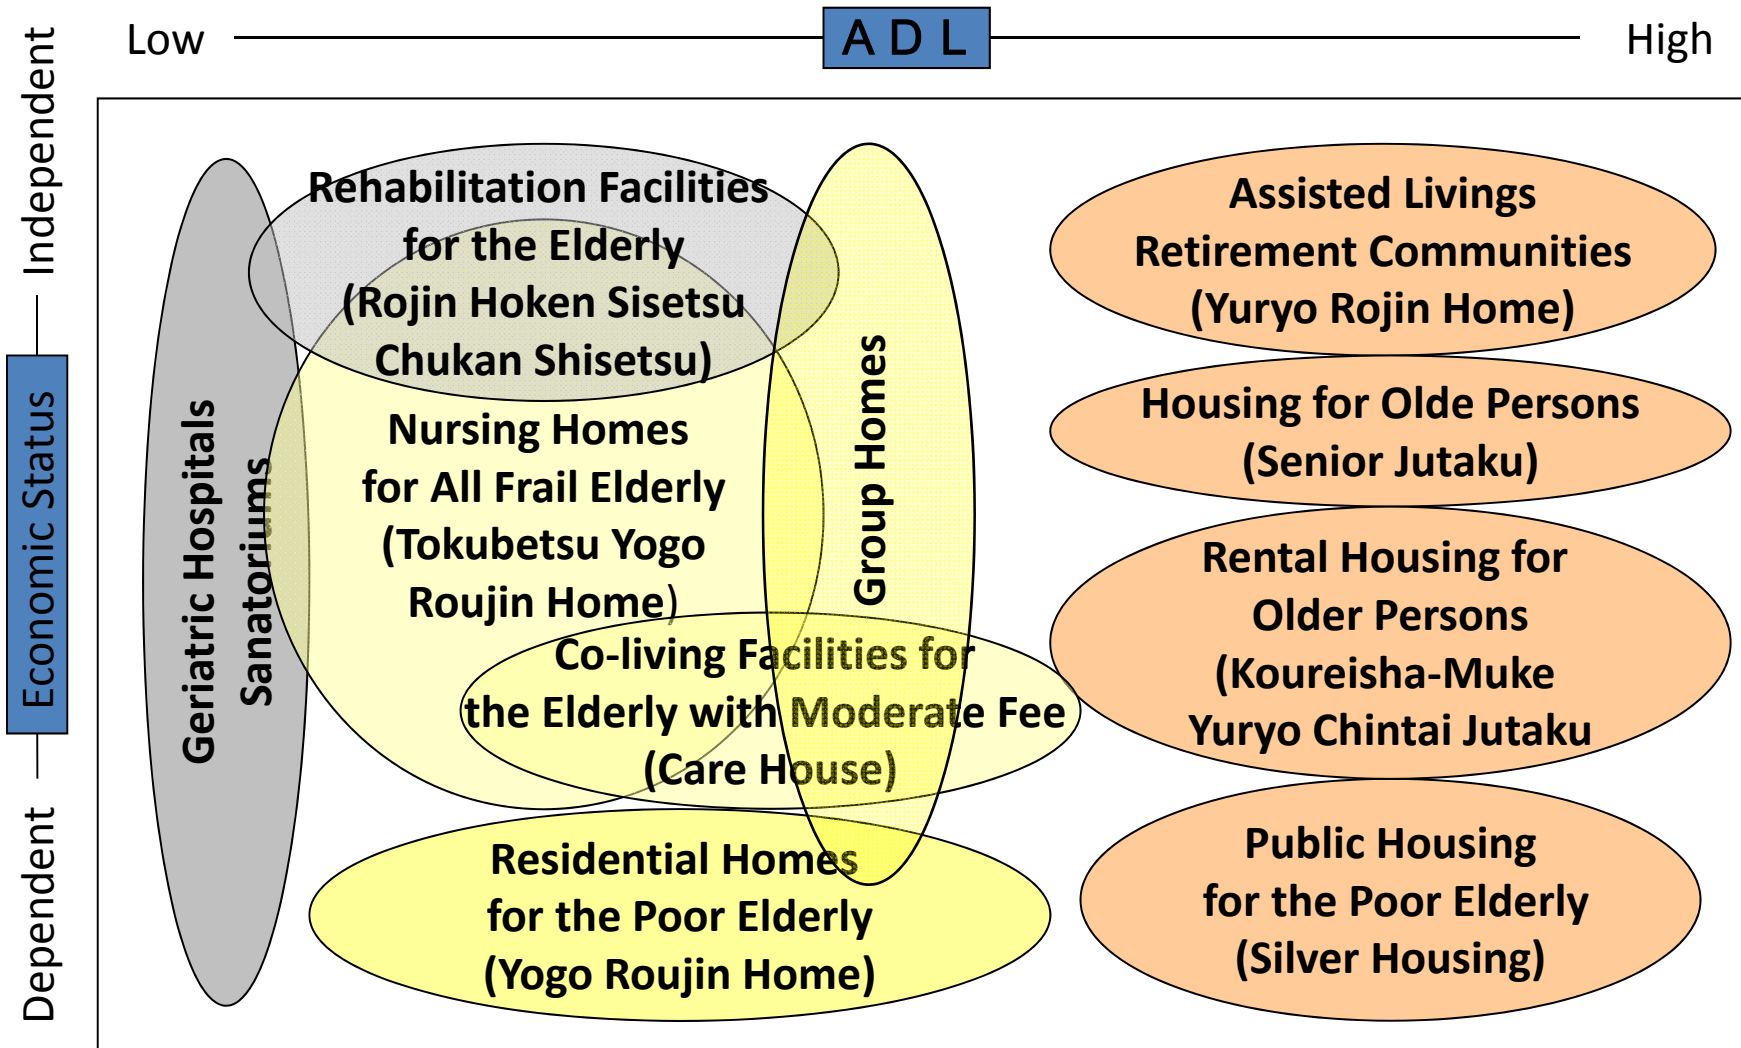 Low
A D L
High
Independent
Economic Status
Dependent
Geriatric Hospitals
Sanatoriums
Rehabilitation Facilities
for the Elderly
(Rojin Hoken Sisetsu
Chukan Shisetsu)
Nursing Homes
for All Frail Elderly
(Tokubetsu Yogo
Roujin Home)
Group Homes
Co-living Facilities for
the Elderly with Moderate Fee
(Care House)
Residential Homes
for the Poor Elderly
(Yogo Roujin Home)
Assisted Livings
Retirement Communities
(Yuryo Rojin Home)
Housing for Olde Persons
(Senior Jutaku)
Rental Housing for
Older Persons
(Koureisha-Muke
Yuryo Chintai Jutaku
Public Housing
for the Poor Elderly
(Silver Housing)